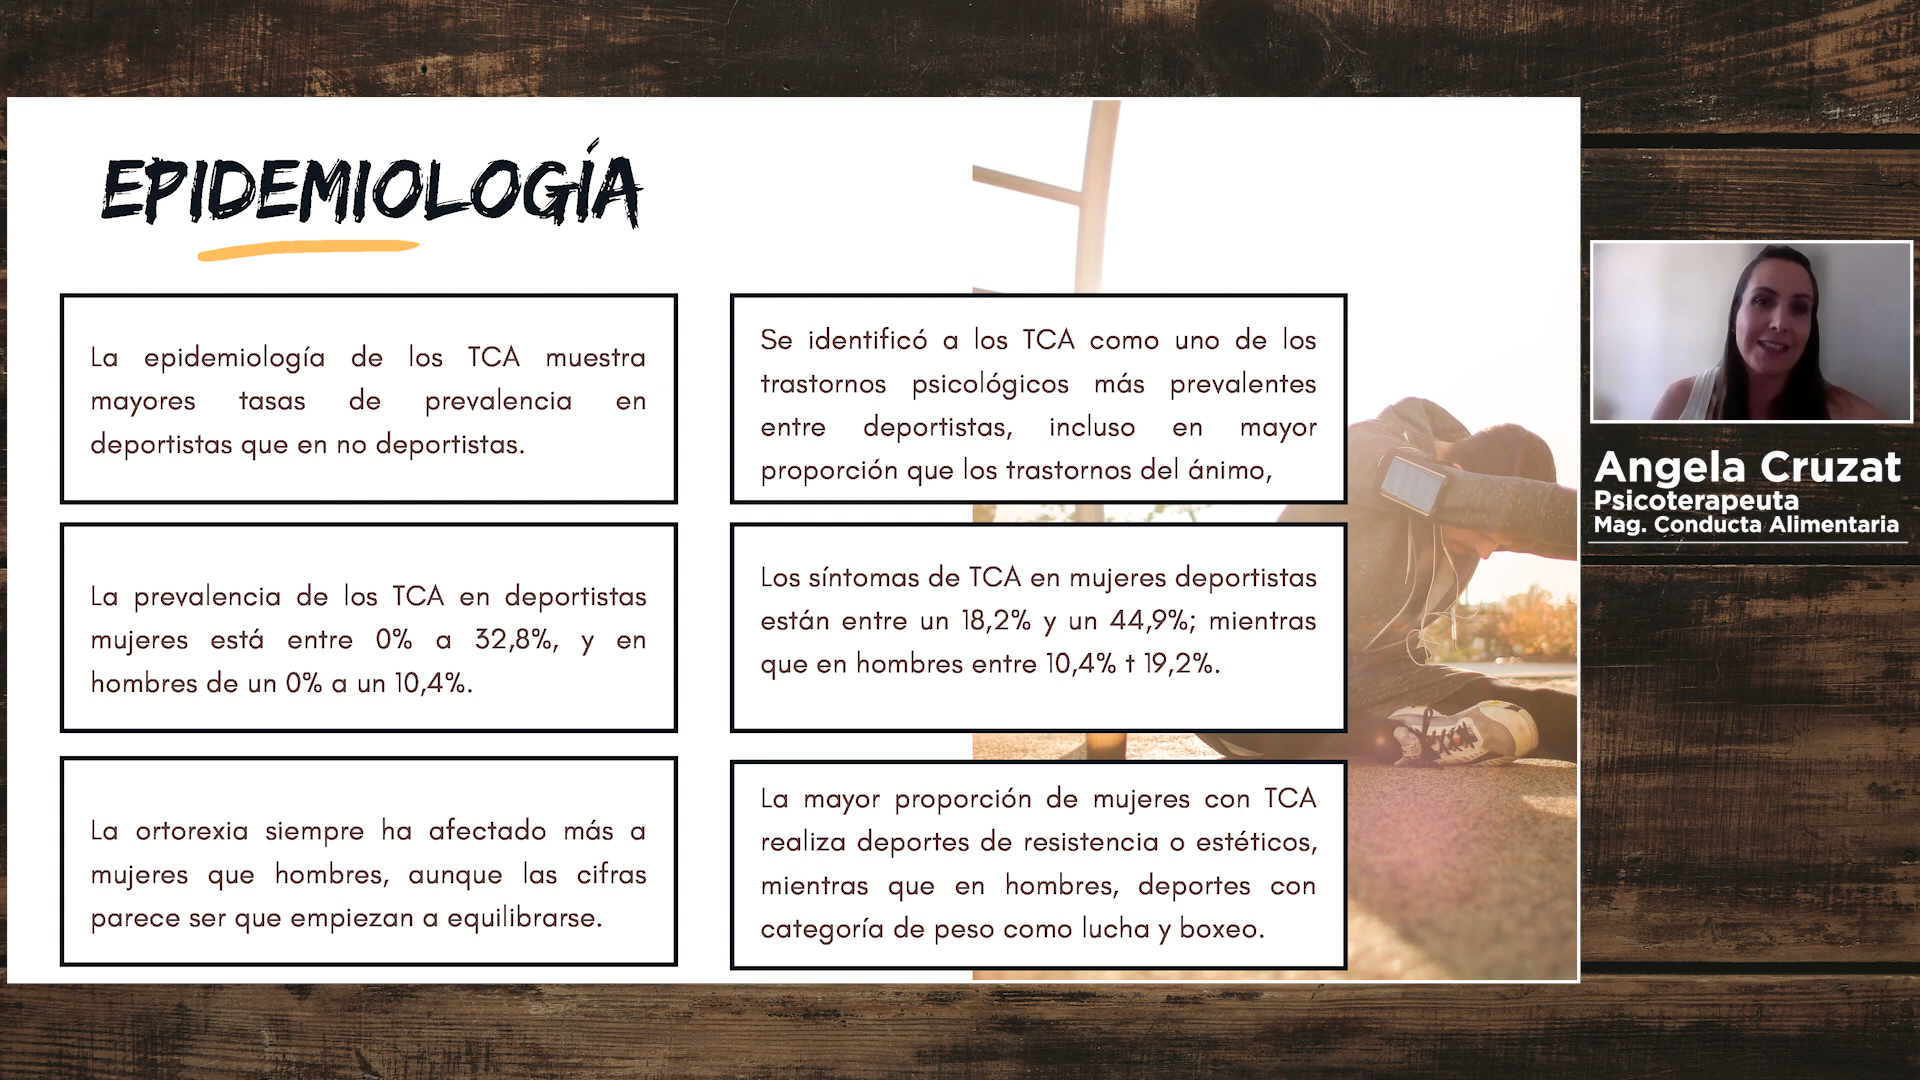 EPIDEMIOLOGÍA
La epidemiología de los TCA muestra
mayores tasas de prevalencia en
deportistas que en no deportistas.
Se identificó a los TCA como uno de los
trastornos psicológicos más prevalentes
entre deportistas, incluso en mayor
proporción que los trastornos del ánimo,
La prevalencia de los TCA en deportistas
mujeres está entre 0% a 32,8%, y en
hombres de un 0% a un 10,4%.
Los síntomas de TCA en mujeres deportistas
están entre un 18,2% y un 44,9%; mientras
que en hombres entre 10,4% t 19,2%.
La ortorexia siempre ha afectado más a
mujeres que hombres, aunque las cifras
parece ser que empiezan a equilibrarse.
La mayor proporción de mujeres con TCA
realiza deportes de resistencia o estéticos,
mientras que en hombres, deportes con
categoría de peso como lucha y boxeo.
Angela Cruzat
Psicoterapeuta
Mag. Conducta Alimentaria